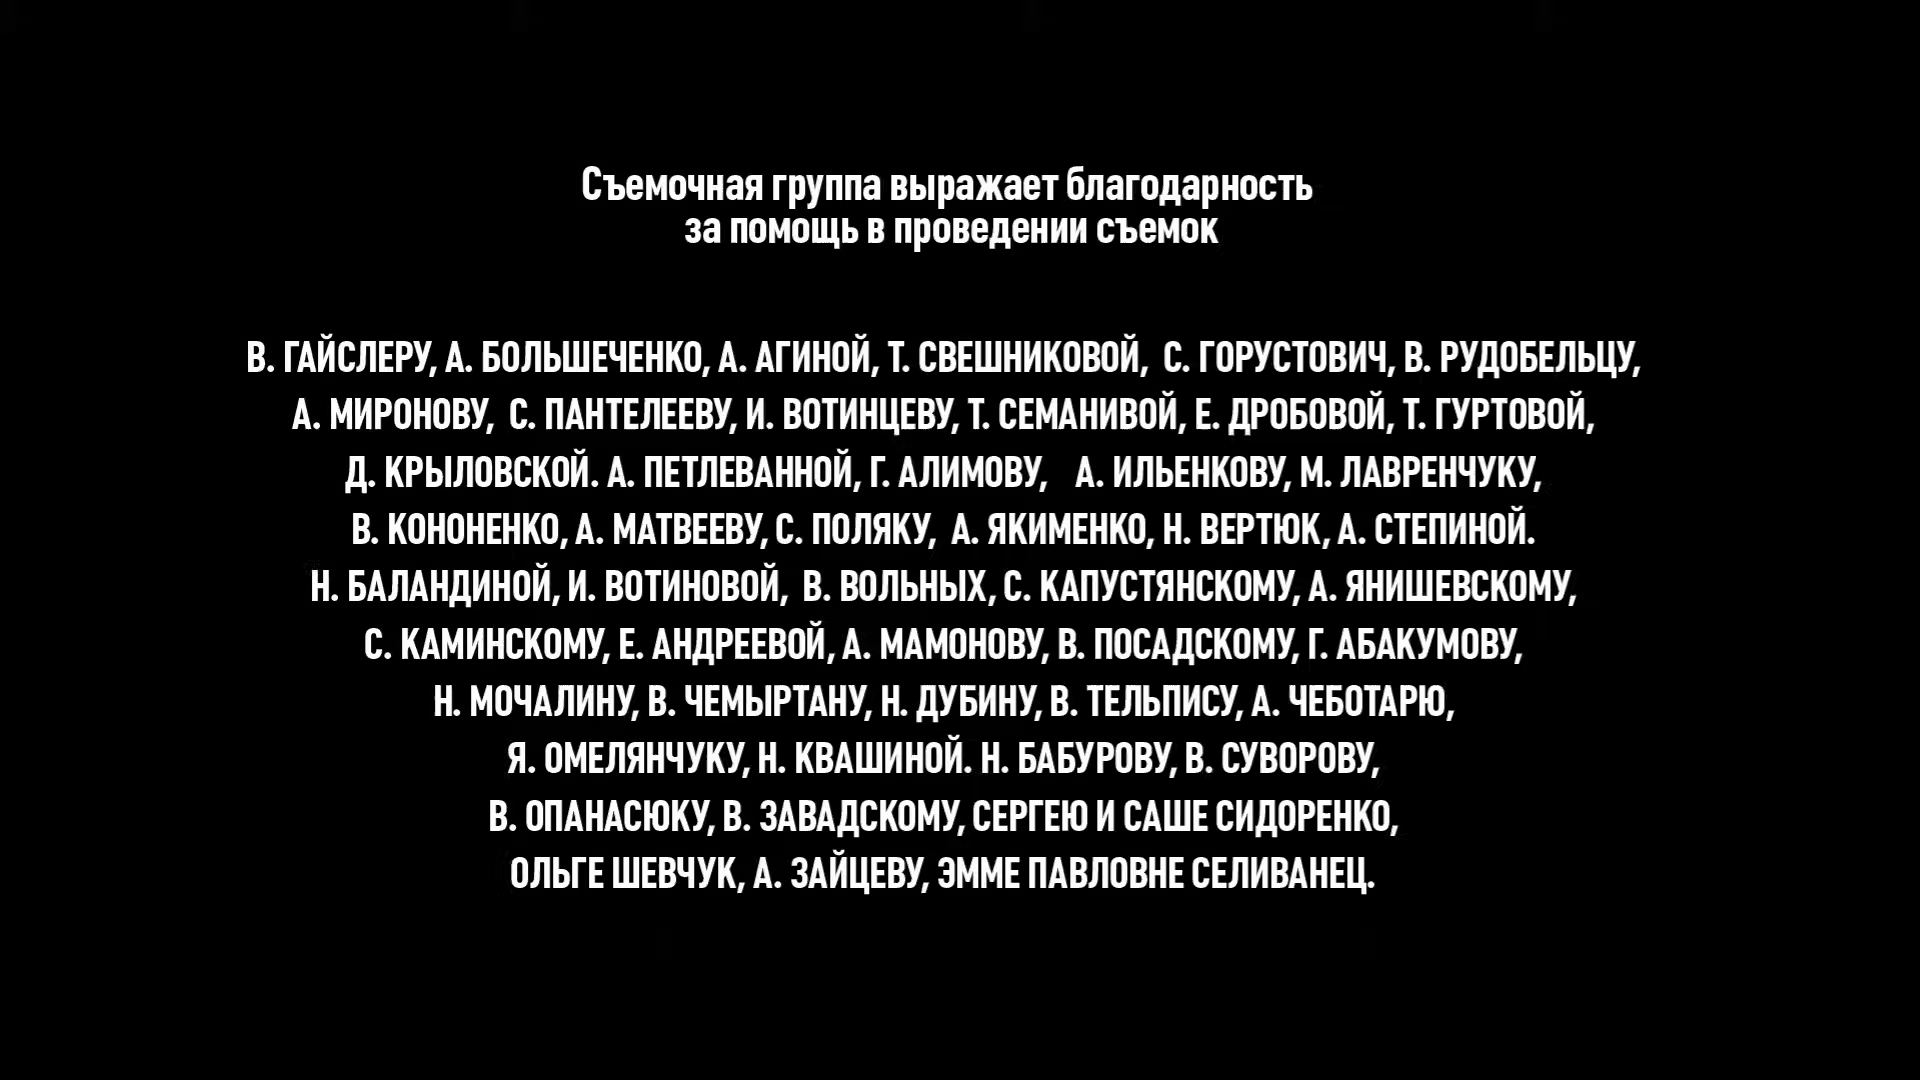 Съемочная группа выражает благодарность
за помощь в проведении съемок
В. ГАЙСЛЕРУ, А. БОЛЬШЕЧЕНКО, А. АГИНОЙ, Т. СВЕШНИКОВОЙ, С. ГОРУСТОВИЧ, В. РУДОБЕЛЬЦУ,
А. МИРОНОВУ, С. ПАНТЕЛЕЕВУ, И. ВОТИНЦЕВУ, Т. СЕМАНИВОЙ, Е. ДРОБОВОЙ, Т. ГУРТОВОЙ,
Д. КРЫЛОВСКОЙ. А. ПЕТЛЕВАННОЙ, Г. АЛИМОВУ, А. ИЛЬЕНКОВУ, М. ЛАВРЕНЧУКУ,
В. КОНОНЕНКО, А. МАТВЕЕВУ, С. ПОЛЯКУ, А. ЯКИМЕНКО, Н. ВЕРТЮК, А. СТЕПИНОЙ.
Н. БАЛАНДИНОЙ, И. ВОТИНОВОЙ, В. ВОЛЬНЫХ, С. КАПУСТЯНСКОМУ, А. ЯНИШЕВСКОМУ,
С. КАМИНСКОМУ, Е. АНДРЕЕВОЙ, А. МАМОНОВУ, В. ПОСАДСКОМУ, Г. АБАКУМОВУ,
Н. МОЧАЛИНУ, В. ЧЕМЫРТАНУ, Н. ДУБИНУ, В. ТЕЛЬПИСУ, А. ЧЕБОТАРЮ,
Я. ОМЕЛЯНЧУКУ, Н. КВАШИНОЙ. Н. БАБУРОВУ, В. СУВОРОВУ,
В. ОПАНАСЮКУ, В. ЗАВАДСКОМУ, СЕРГЕЮ И САШЕ СИДОРЕНКО,
ОЛЬГЕ ШЕВЧУК, А. ЗАЙЦЕВУ, ЭММЕ ПАВЛОВНЕ СЕЛИВАНЕЦ.